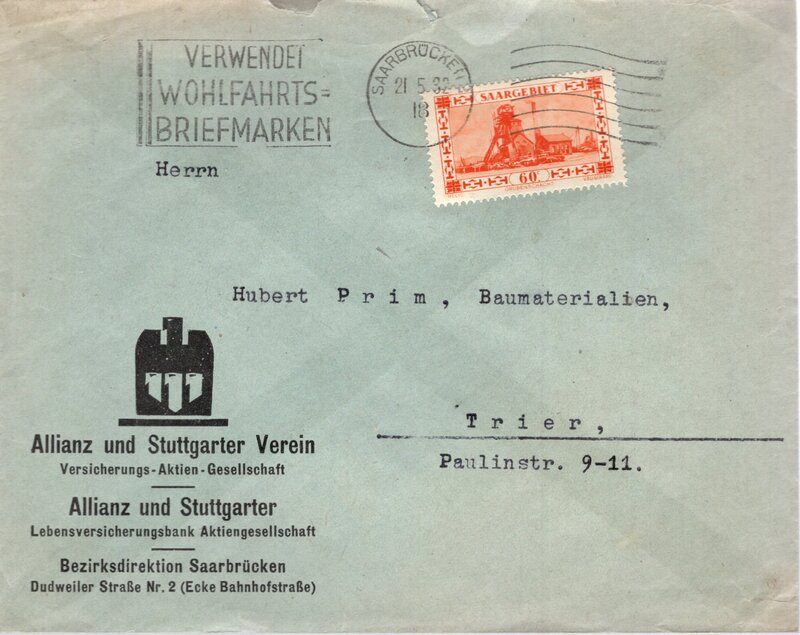 VERWENDET
WOHLFAHRTS=
BRIEFMARKEN
SAARBRÜCKEN
21.5.32
18
SAARGEBIET
60
GRUBENSCHACHT
Herrn
Hubert Prim, Baumaterialien,
Trier,
Paulinstr. 9-11.
Allianz und Stuttgarter Verein
Versicherungs-Aktien-Gesellschaft
Allianz und Stuttgarter
Lebensversicherungsbank Aktiengesellschaft
Bezirksdirektion Saarbrücken
Dudweiler Straße Nr. 2 (Ecke Bahnhofstraße)